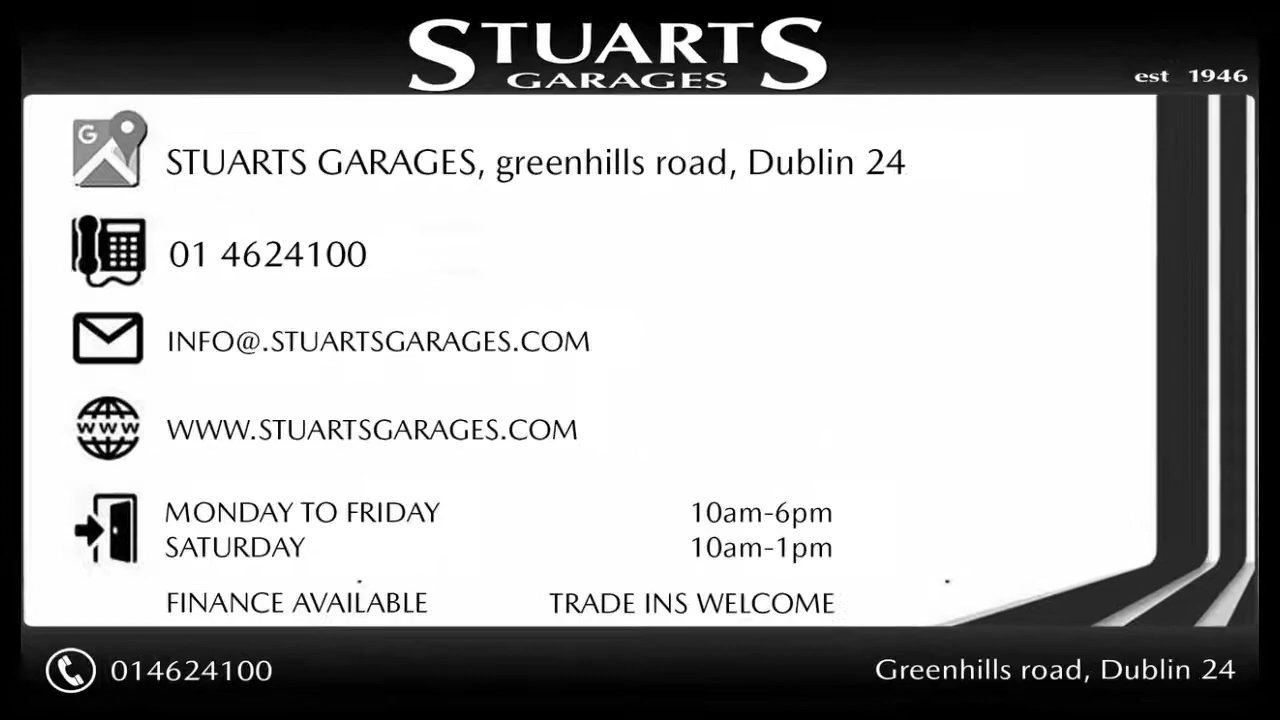 STUARTS
GARAGES
est 1946
G
STUARTS GARAGES, greenhills road, Dublin 24
01 4624100
INFO@.STUARTSGARAGES.COM
WWW
WWW.STUARTSGARAGES.COM
MONDAY TO FRIDAY 10am-6pm
SATURDAY 10am-1pm
FINANCE AVAILABLE TRADE INS WELCOME
014624100 Greenhills road, Dublin 24